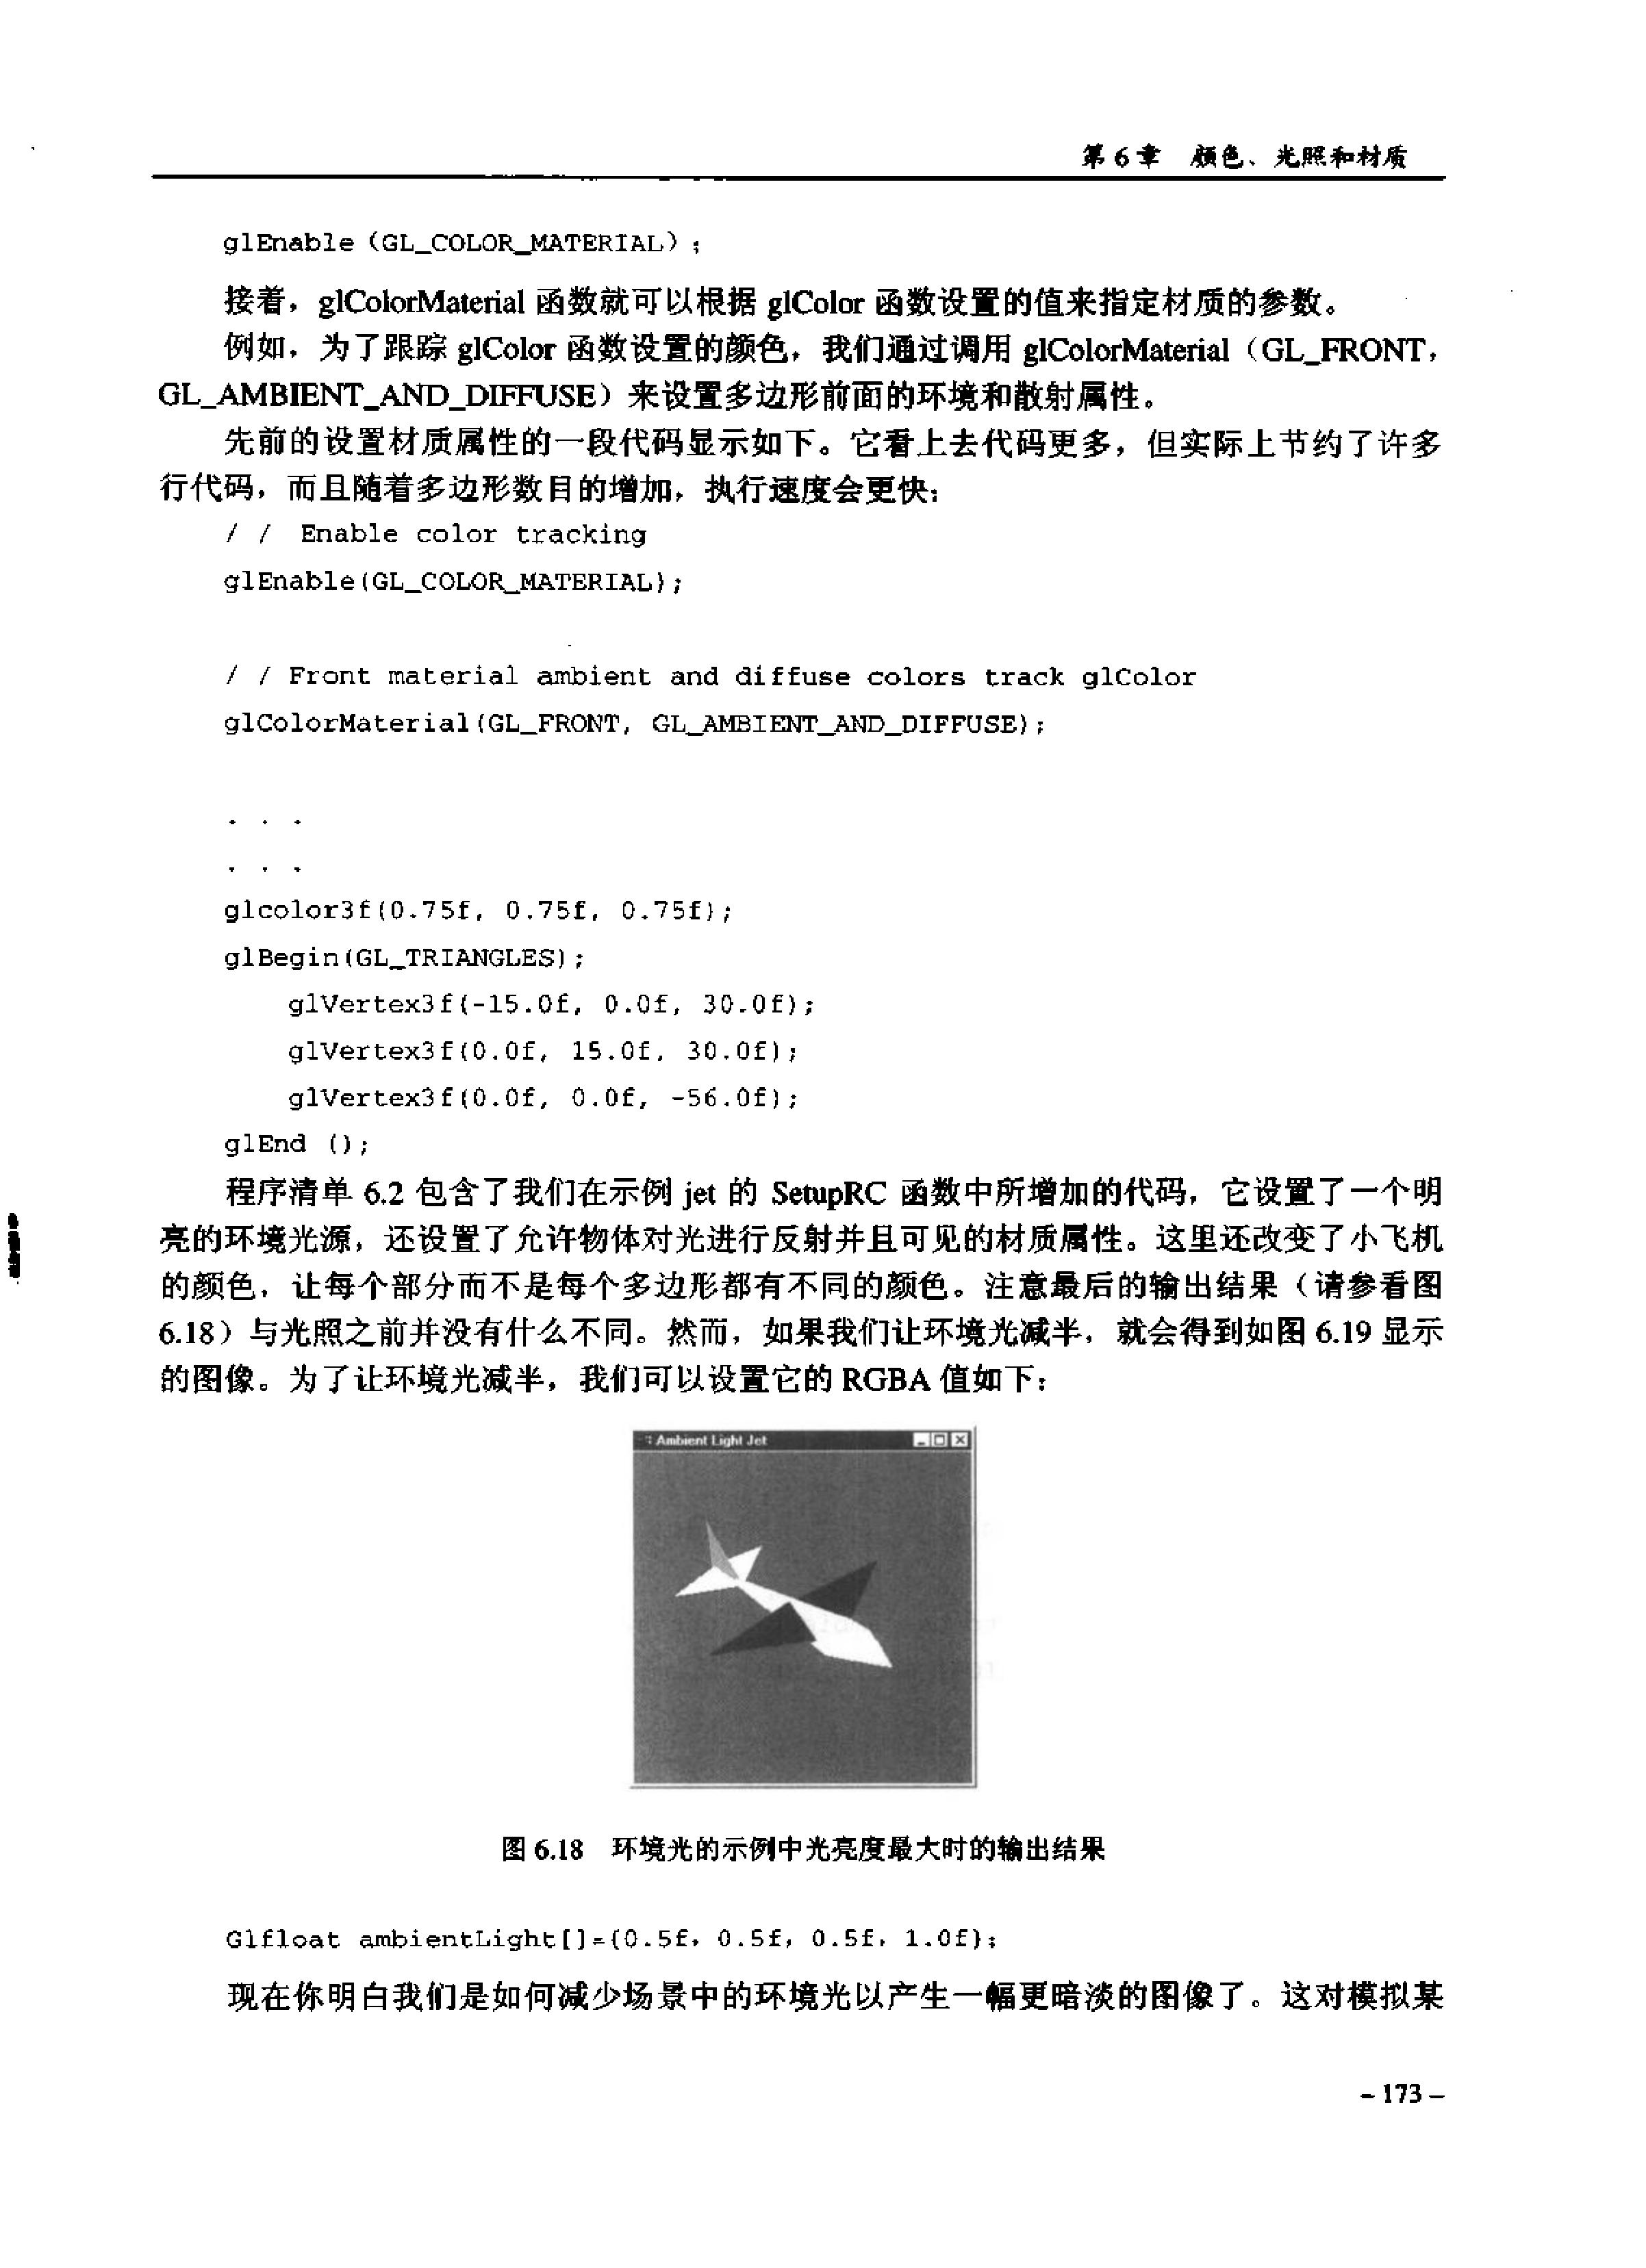 第6章 颜色、光照和材质
glEnable（GL_COLOR_MATERIAL）;
接着，glColorMaterial 函数就可以根据 glColor 函数设置的值来指定材质的参数。
例如，为了跟踪 glColor 函数设置的颜色，我们通过调用 glColorMaterial（GL_FRONT，
GL_AMBIENT_AND_DIFFUSE）来设置多边形前面的环境和散射属性。
先前的设置材质属性的一段代码显示如下。它看上去代码更多，但实际上节约了许多
行代码，而且随着多边形数目的增加，执行速度会更快：
/ / Enable color tracking
glEnable(GL_COLOR_MATERIAL);
/ / Front material ambient and diffuse colors track glColor
glColorMaterial(GL_FRONT, GL_AMBIENT_AND_DIFFUSE);
. . .
. . .
glcolor3f(0.75f, 0.75f, 0.75f);
glBegin(GL_TRIANGLES);
glVertex3f(-15.0f, 0.0f, 30.0f);
glVertex3f(0.0f, 15.0f, 30.0f);
glVertex3f(0.0f, 0.0f, -56.0f);
glEnd ();
程序清单 6.2 包含了我们在示例 jet 的 SetupRC 函数中所增加的代码，它设置了一个明
亮的环境光源，还设置了允许物体对光进行反射并且可见的材质属性。这里还改变了小飞机
的颜色，让每个部分而不是每个多边形都有不同的颜色。注意最后的输出结果（请参看图
6.18）与光照之前并没有什么不同。然而，如果我们让环境光减半，就会得到如图 6.19 显示
的图像。为了让环境光减半，我们可以设置它的 RGBA 值如下：
Ambient Light Jet
图 6.18 环境光的示例中光亮度最大时的输出结果
Glfloat ambientLight[]={0.5f, 0.5f, 0.5f, 1.0f};
现在你明白我们是如何减少场景中的环境光以产生一幅更暗淡的图像了。这对模拟某
- 173 -